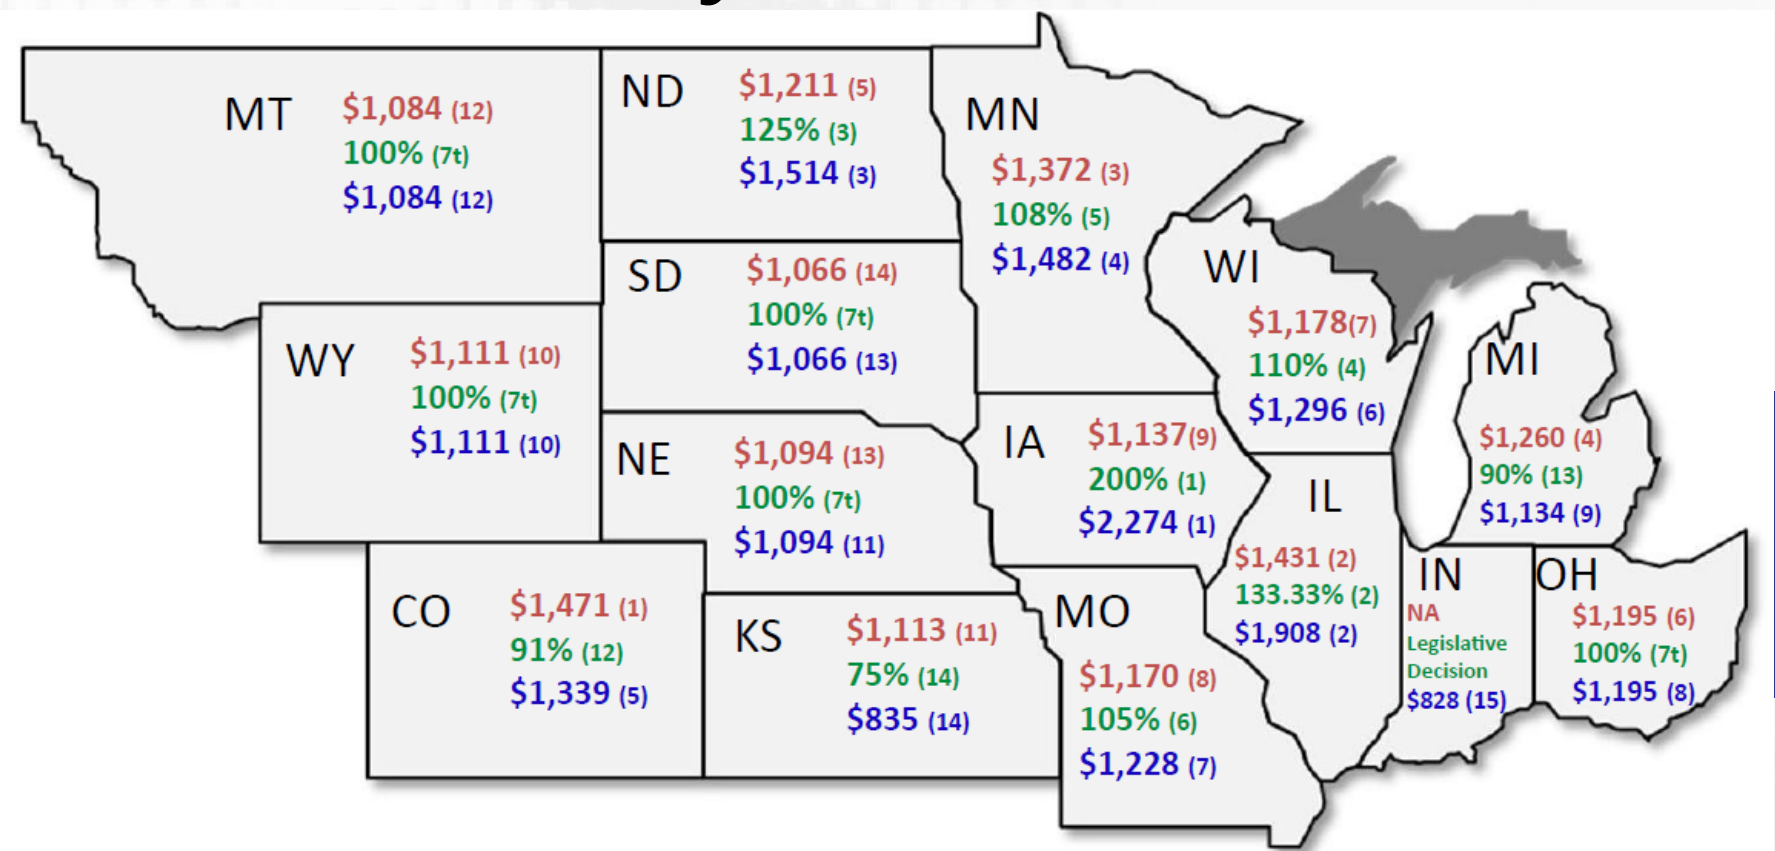 MT
$1,084 (12)
100% (7t)
$1,084 (12)
ND
$1,211 (5)
125% (3)
$1,514 (3)
MN
$1,372 (3)
108% (5)
$1,482 (4)
SD
$1,066 (14)
100% (7t)
$1,066 (13)
WI
$1,178(7)
110% (4)
$1,296 (6)
WY
$1,111 (10)
100% (7t)
$1,111 (10)
MI
$1,260 (4)
90% (13)
$1,134 (9)
NE
$1,094 (13)
100% (7t)
$1,094 (11)
IA
$1,137(9)
200% (1)
$2,274 (1)
IL
$1,431 (2)
133.33% (2)
$1,908 (2)
CO
$1,471 (1)
91% (12)
$1,339 (5)
KS
$1,113 (11)
75% (14)
$835 (14)
MO
$1,170 (8)
105% (6)
$1,228 (7)
IN
NA
Legislative
Decision
$828 (15)
OH
$1,195 (6)
100% (7t)
$1,195 (8)